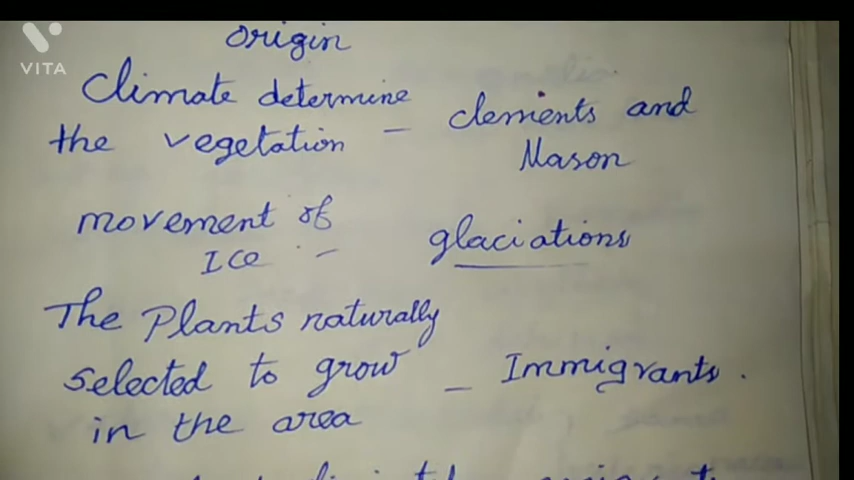 VITA
origin
Climate determine
the vegetation - clements and
Mason
movement of
Ice - glaciations
The Plants naturally
selected to grow - Immigrants.
in the area